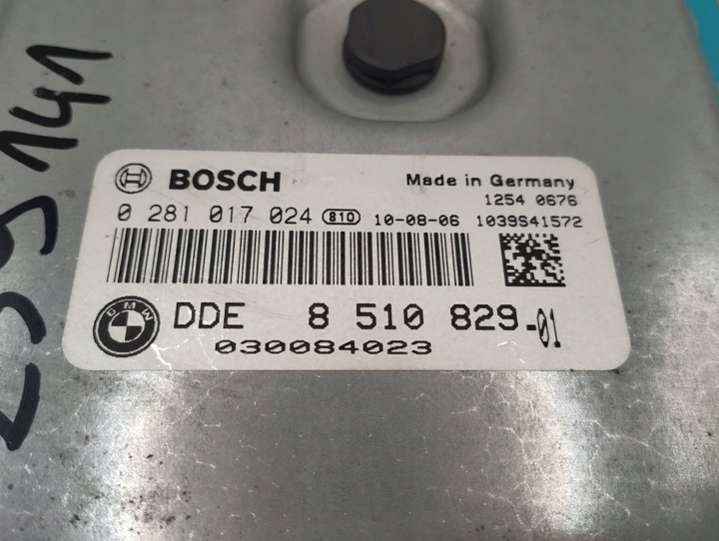 BOSCH
Made in Germany
1254 0676
0 281 017 024 810 10-08-06 1039S41572
BMW
DDE 8 510 829-01
030084023